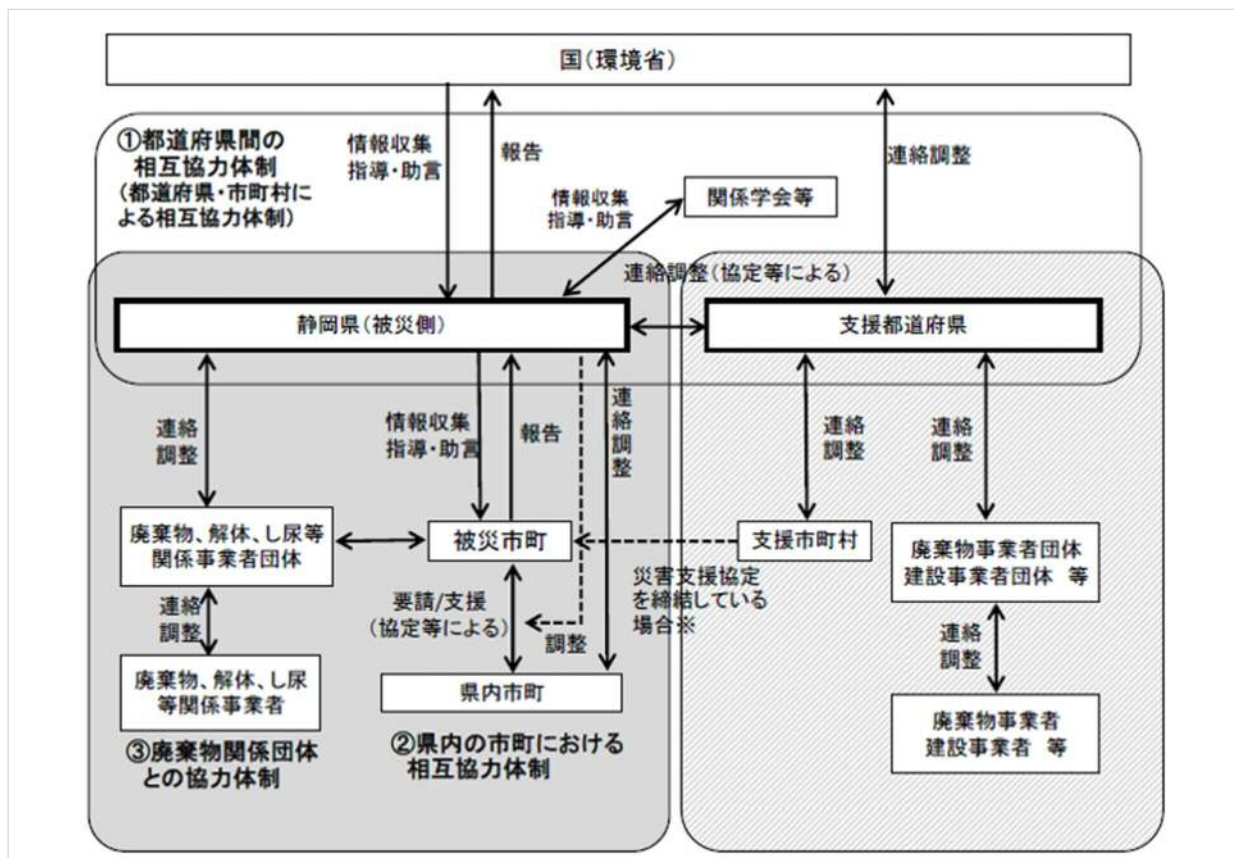 国(環境省)
①都道府県間の
相互協力体制
(都道府県・市町村に
よる相互協力体制)
情報収集
指導・助言
報告
連絡調整
情報収集
指導・助言
関係学会等
連絡調整(協定等による)
静岡県(被災側)
支援都道府県
連絡
調整
情報収集
指導・助言
報告
連絡調整
連絡
調整
連絡
調整
廃棄物、解体、し尿等
関係事業者団体
被災市町
支援市町村
廃棄物事業者団体
建設事業者団体 等
連絡
調整
要請/支援
(協定等による)
調整
災害支援協定
を締結している
場合※
連絡
調整
廃棄物、解体、し尿
等関係事業者
県内市町
廃棄物事業者
建設事業者 等
③廃棄物関係団体
との協力体制
②県内の市町における
相互協力体制